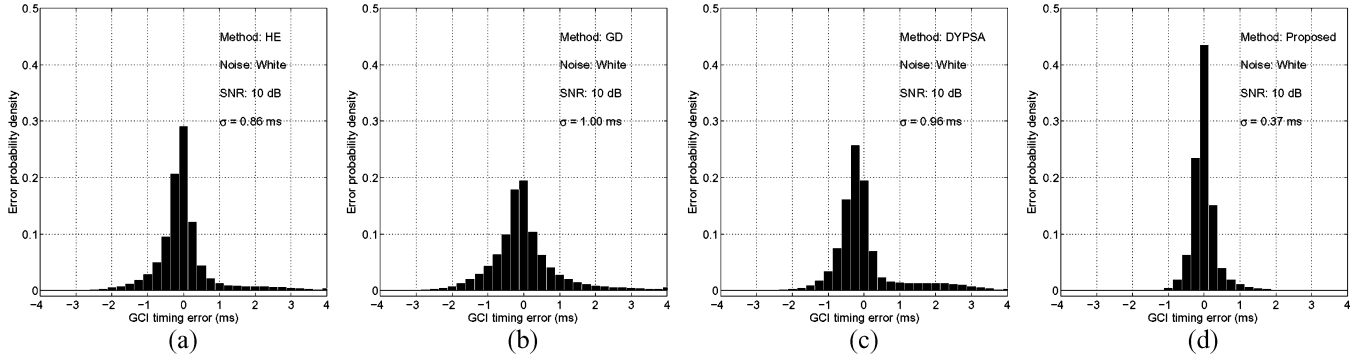 0.5
0.4
0.3
0.2
0.1
0
Error probability density
Method: HE
Noise: White
SNR: 10 dB
σ = 0.86 ms
−4 −3 −2 −1 0 1 2 3 4
GCI timing error (ms)
(a)
0.5
0.4
0.3
0.2
0.1
0
Error probability density
Method: GD
Noise: White
SNR: 10 dB
σ = 1.00 ms
−4 −3 −2 −1 0 1 2 3 4
GCI timing error (ms)
(b)
0.5
0.4
0.3
0.2
0.1
0
Error probability density
Method: DYPSA
Noise: White
SNR: 10 dB
σ = 0.96 ms
−4 −3 −2 −1 0 1 2 3 4
GCI timing error (ms)
(c)
0.5
0.4
0.3
0.2
0.1
0
Error probability density
Method: Proposed
Noise: White
SNR: 10 dB
σ = 0.37 ms
−4 −3 −2 −1 0 1 2 3 4
GCI timing error (ms)
(d)